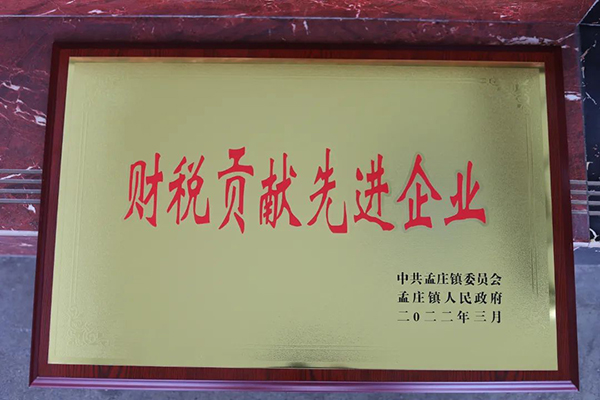 财税贡献先进企业
中共孟庄镇委员会
孟庄镇人民政府
二0二二年三月